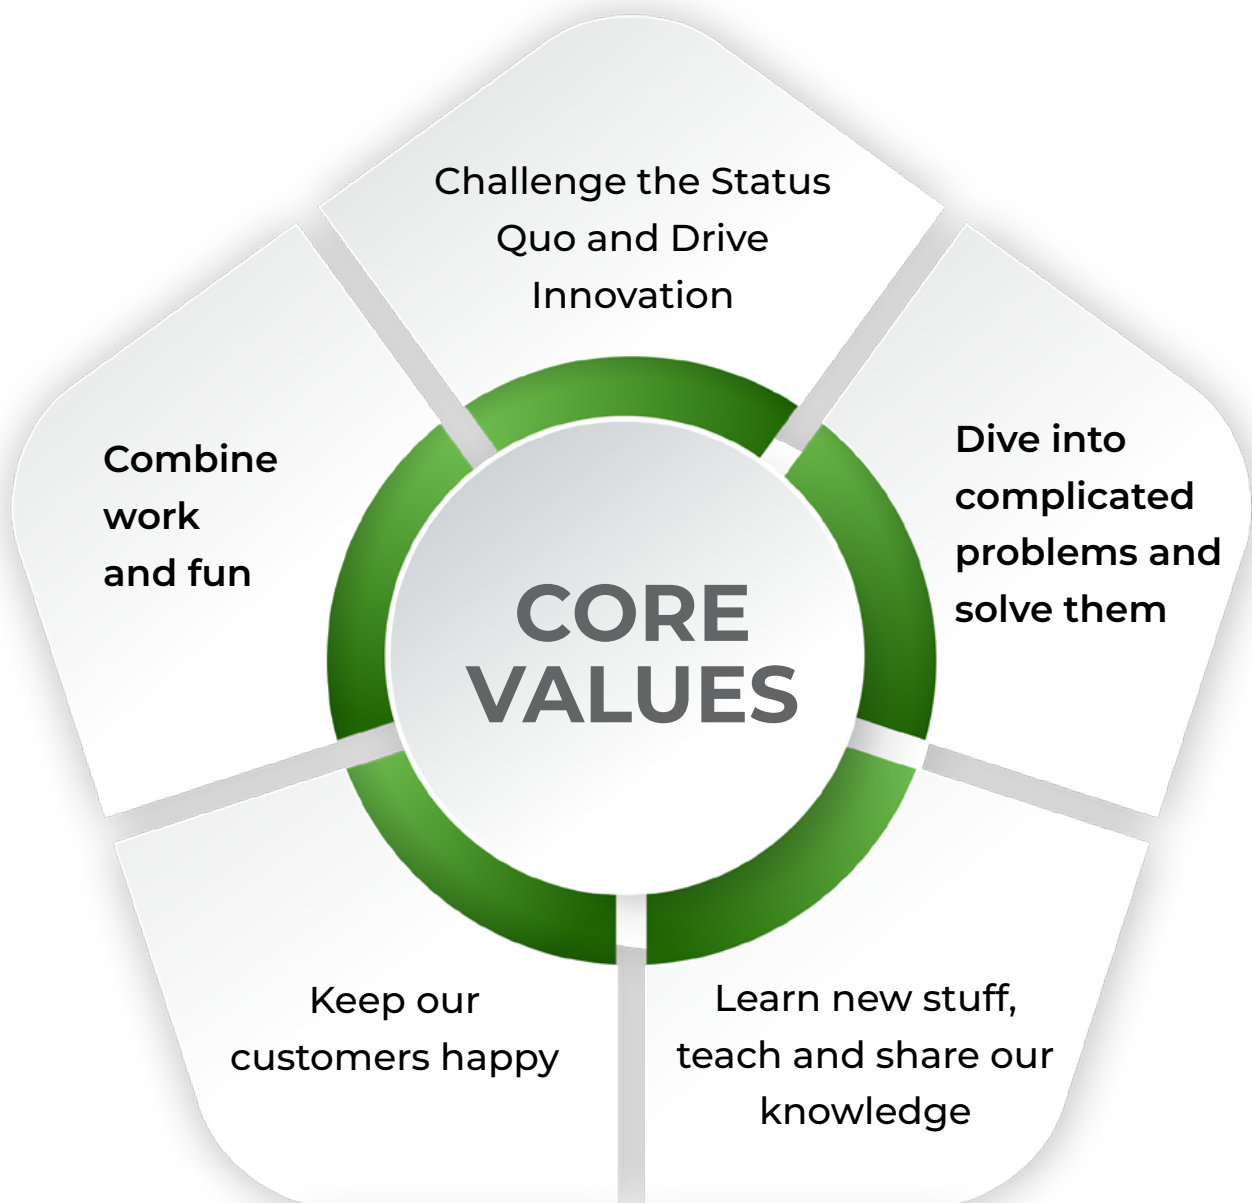 Challenge the Status
Quo and Drive
Innovation
Combine
work
and fun
Dive into
complicated
problems and
solve them
CORE
VALUES
Keep our
customers happy
Learn new stuff,
teach and share our
knowledge